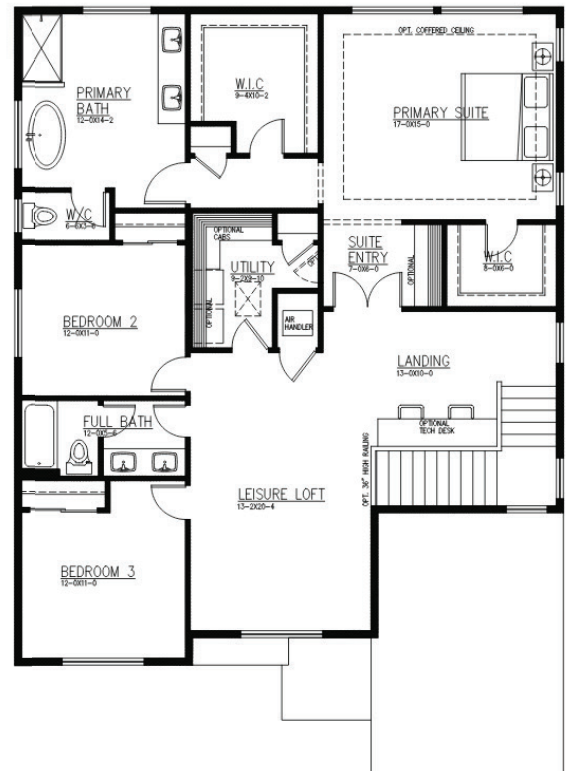 OPT. COFFERED CEILING
PRIMARY
BATH
12-0X14-2
W.I.C
9-4X10-2
PRIMARY SUITE
17-0X15-0
W/C
OPTIONAL
CABS
UTILITY
9-2X9-10
OPTIONAL
SUITE
ENTRY
7-0X6-0
OPTIONAL
W.I.C
8-0X6-0
BEDROOM 2
12-0X11-0
AIR
HANDLER
LANDING
13-0X10-0
FULL BATH
12-0X5-6
OPTIONAL
TECH DESK
OPT. 36" HIGH RAILING
LEISURE LOFT
13-2X20-4
BEDROOM 3
12-0X11-0